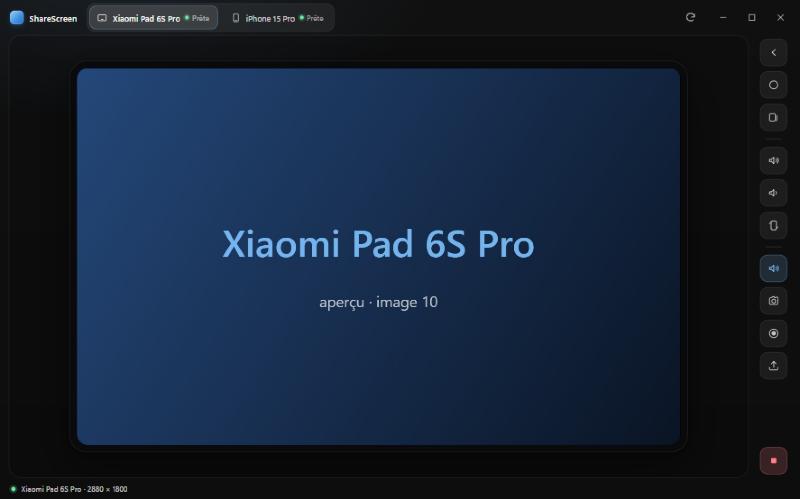 ShareScreen
Xiaomi Pad 6S Pro Prête
iPhone 15 Pro Prête
Xiaomi Pad 6S Pro
aperçu · image 10
Xiaomi Pad 6S Pro · 2880 × 1800